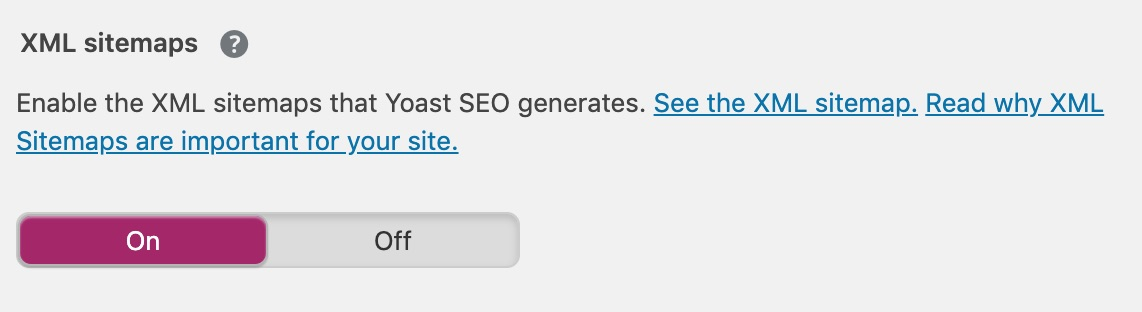 XML sitemaps ?
Enable the XML sitemaps that Yoast SEO generates. See the XML sitemap. Read why XML
Sitemaps are important for your site.
On Off